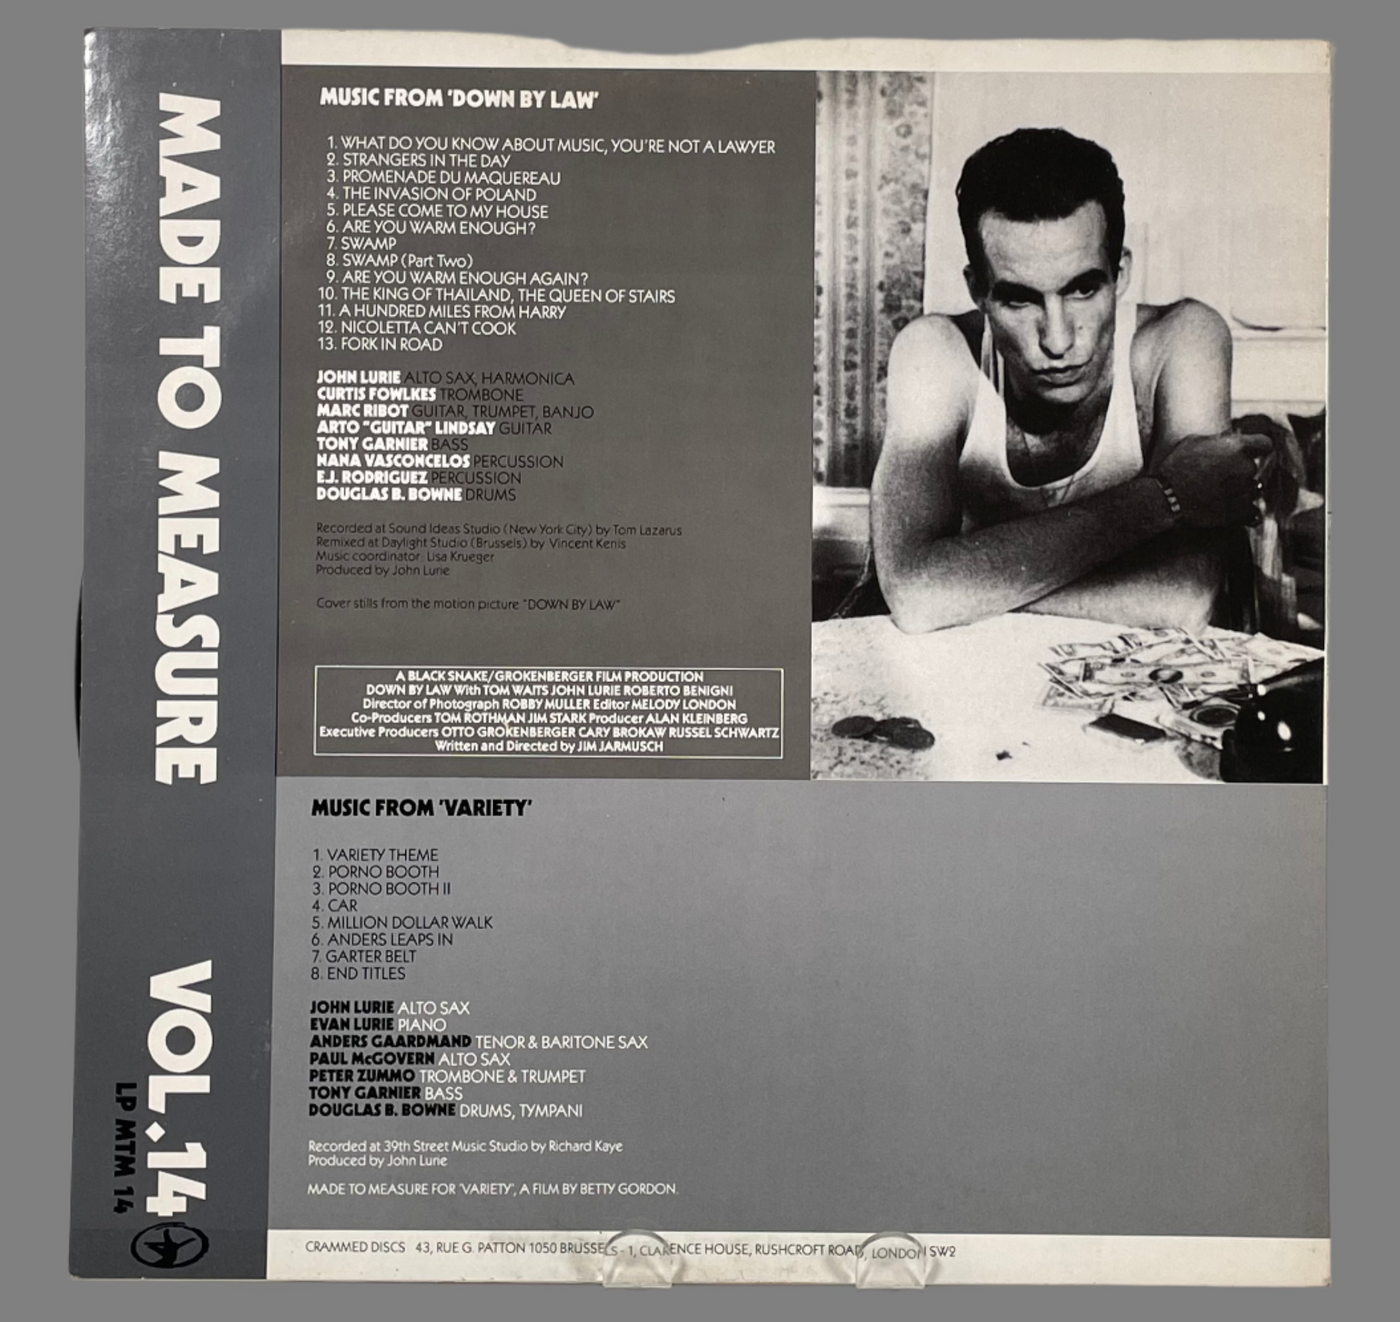 MADE TO MEASURE VOL.14
LP MTM 14
MUSIC FROM 'DOWN BY LAW'
1. WHAT DO YOU KNOW ABOUT MUSIC, YOU'RE NOT A LAWYER
2. STRANGERS IN THE DAY
3. PROMENADE DU MAQUEREAU
4. THE INVASION OF POLAND
5. PLEASE COME TO MY HOUSE
6. ARE YOU WARM ENOUGH?
7. SWAMP
8. SWAMP (Part Two)
9. ARE YOU WARM ENOUGH AGAIN?
10. THE KING OF THAILAND, THE QUEEN OF STAIRS
11. A HUNDRED MILES FROM HARRY
12. NICOLETTA CAN'T COOK
13. FORK IN ROAD
JOHN LURIE ALTO SAX, HARMONICA
CURTIS FOWLKES TROMBONE
MARC RIBOT GUITAR, TRUMPET, BANJO
ARTO "GUITAR" LINDSAY GUITAR
TONY GARNIER BASS
NANA VASCONCELOS PERCUSSION
E.J. RODRIGUEZ PERCUSSION
DOUGLAS B. BOWNE DRUMS
Recorded at Sound Ideas Studio (New York City) by Tom Lazarus
Remixed at Daylight Studio (Brussels) by Vincent Kenis
Music coordinator: Lisa Krueger
Produced by John Lurie
Cover stills from the motion picture "DOWN BY LAW"
A BLACK SNAKE/GROKENBERGER FILM PRODUCTION
DOWN BY LAW With TOM WAITS JOHN LURIE ROBERTO BENIGNI
Director of Photograph ROBBY MULLER Editor MELODY LONDON
Co-Producers TOM ROTHMAN JIM STARK Producer ALAN KLEINBERG
Executive Producers OTTO GROKENBERGER CARY BROKAW RUSSEL SCHWARTZ
Written and Directed by JIM JARMUSCH
MUSIC FROM 'VARIETY'
1. VARIETY THEME
2. PORNO BOOTH
3. PORNO BOOTH II
4. CAR
5. MILLION DOLLAR WALK
6. ANDERS LEAPS IN
7. GARTER BELT
8. END TITLES
JOHN LURIE ALTO SAX
EVAN LURIE PIANO
ANDERS GAARDMAND TENOR & BARITONE SAX
PAUL McGOVERN ALTO SAX
PETER ZUMMO TROMBONE & TRUMPET
TONY GARNIER BASS
DOUGLAS B. BOWNE DRUMS, TYMPANI
Recorded at 39th Street Music Studio by Richard Kaye
Produced by John Lurie
MADE TO MEASURE FOR 'VARIETY', A FILM BY BETTY GORDON.
CRAMMED DISCS 43, RUE G. PATTON 1050 BRUSSELS - 1, CLARENCE HOUSE, RUSHCROFT ROAD, LONDON SW2